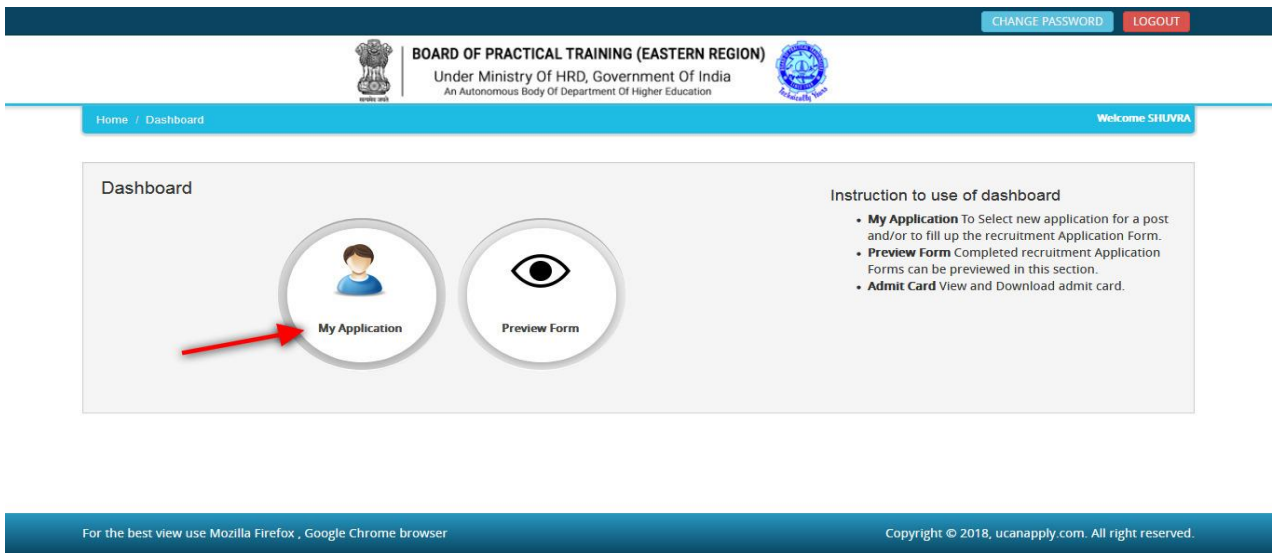 CHANGE PASSWORD LOGOUT
BOARD OF PRACTICAL TRAINING (EASTERN REGION)
Under Ministry Of HRD, Government Of India
An Autonomous Body Of Department Of Higher Education
Home / Dashboard
Welcome SHUVRA
Dashboard
My Application
Preview Form
Instruction to use of dashboard
• My Application To Select new application for a post
and/or to fill up the recruitment Application Form.
• Preview Form Completed recruitment Application
Forms can be previewed in this section.
• Admit Card View and Download admit card.
For the best view use Mozilla Firefox , Google Chrome browser
Copyright © 2018, ucanapply.com. All right reserved.